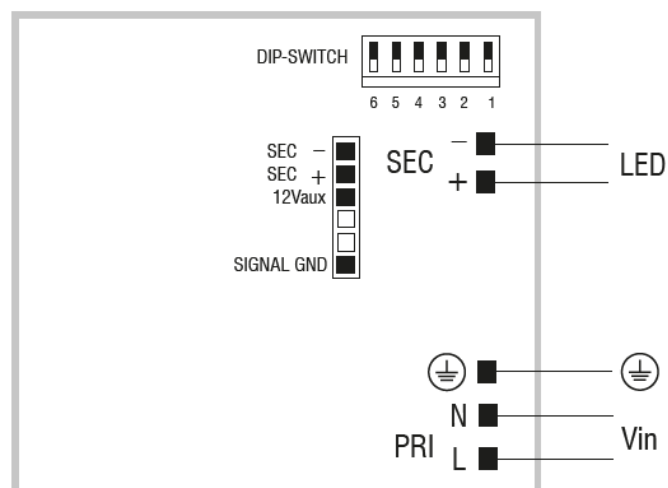 DIP-SWITCH
6 5 4 3 2 1
SEC −
SEC +
12Vaux
SIGNAL GND
SEC
−
+
LED
N
PRI L
Vin